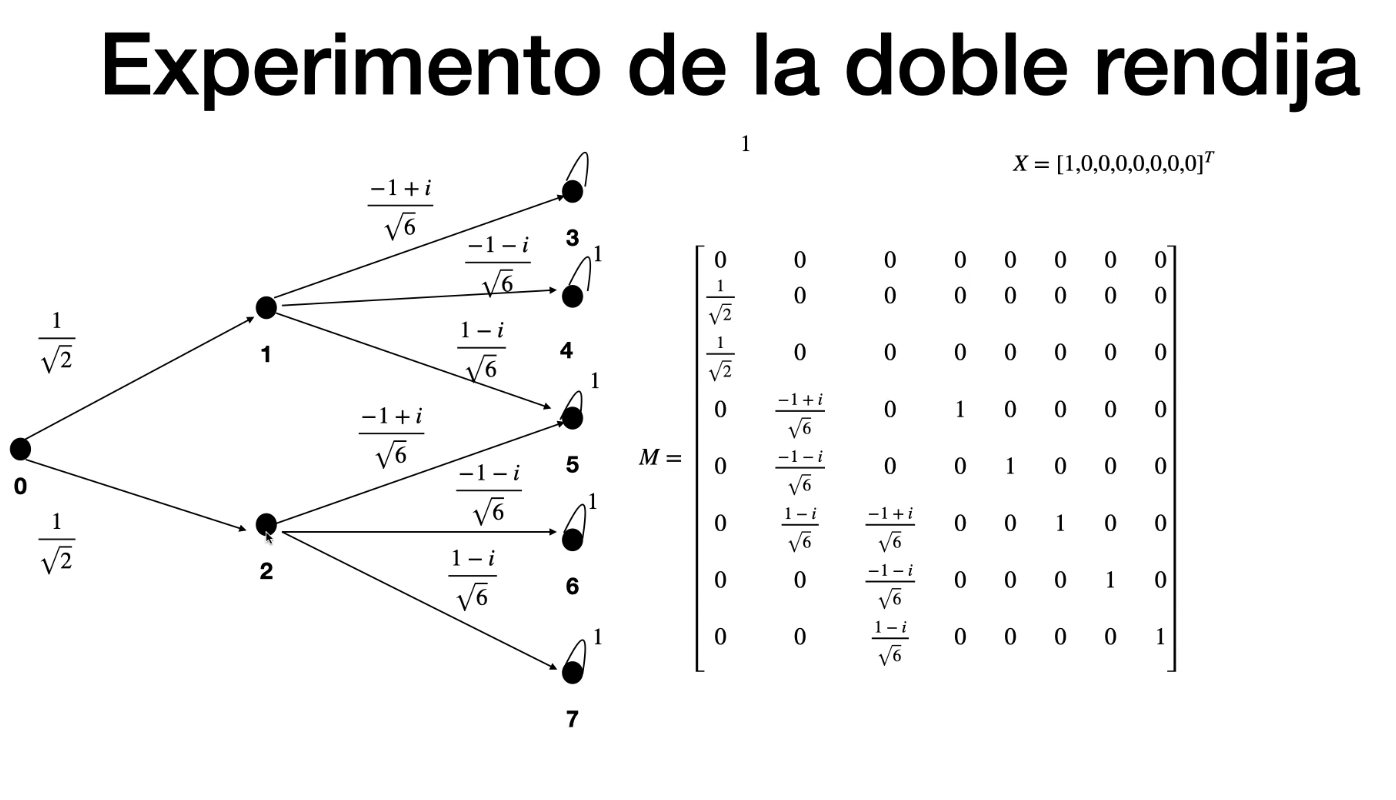 Experimento de la doble rendija
1
X = [1,0,0,0,0,0,0,0]^T
\frac{-1+i}{\sqrt{6}}
3
\frac{-1-i}{\sqrt{6}}
1
\frac{1}{\sqrt{2}}
1
\frac{1-i}{\sqrt{6}}
4
1
\frac{-1+i}{\sqrt{6}}
0
5
\frac{-1-i}{\sqrt{6}}
1
\frac{1}{\sqrt{2}}
2
\frac{1-i}{\sqrt{6}}
6
1
7
M =
0 0 0 0 0 0 0 0
\frac{1}{\sqrt{2}} 0 0 0 0 0 0 0
\frac{1}{\sqrt{2}} 0 0 0 0 0 0 0
0 \frac{-1+i}{\sqrt{6}} 0 1 0 0 0 0
0 \frac{-1-i}{\sqrt{6}} 0 0 1 0 0 0
0 \frac{1-i}{\sqrt{6}} \frac{-1+i}{\sqrt{6}} 0 0 1 0 0
0 0 \frac{-1-i}{\sqrt{6}} 0 0 0 1 0
0 0 \frac{1-i}{\sqrt{6}} 0 0 0 0 1